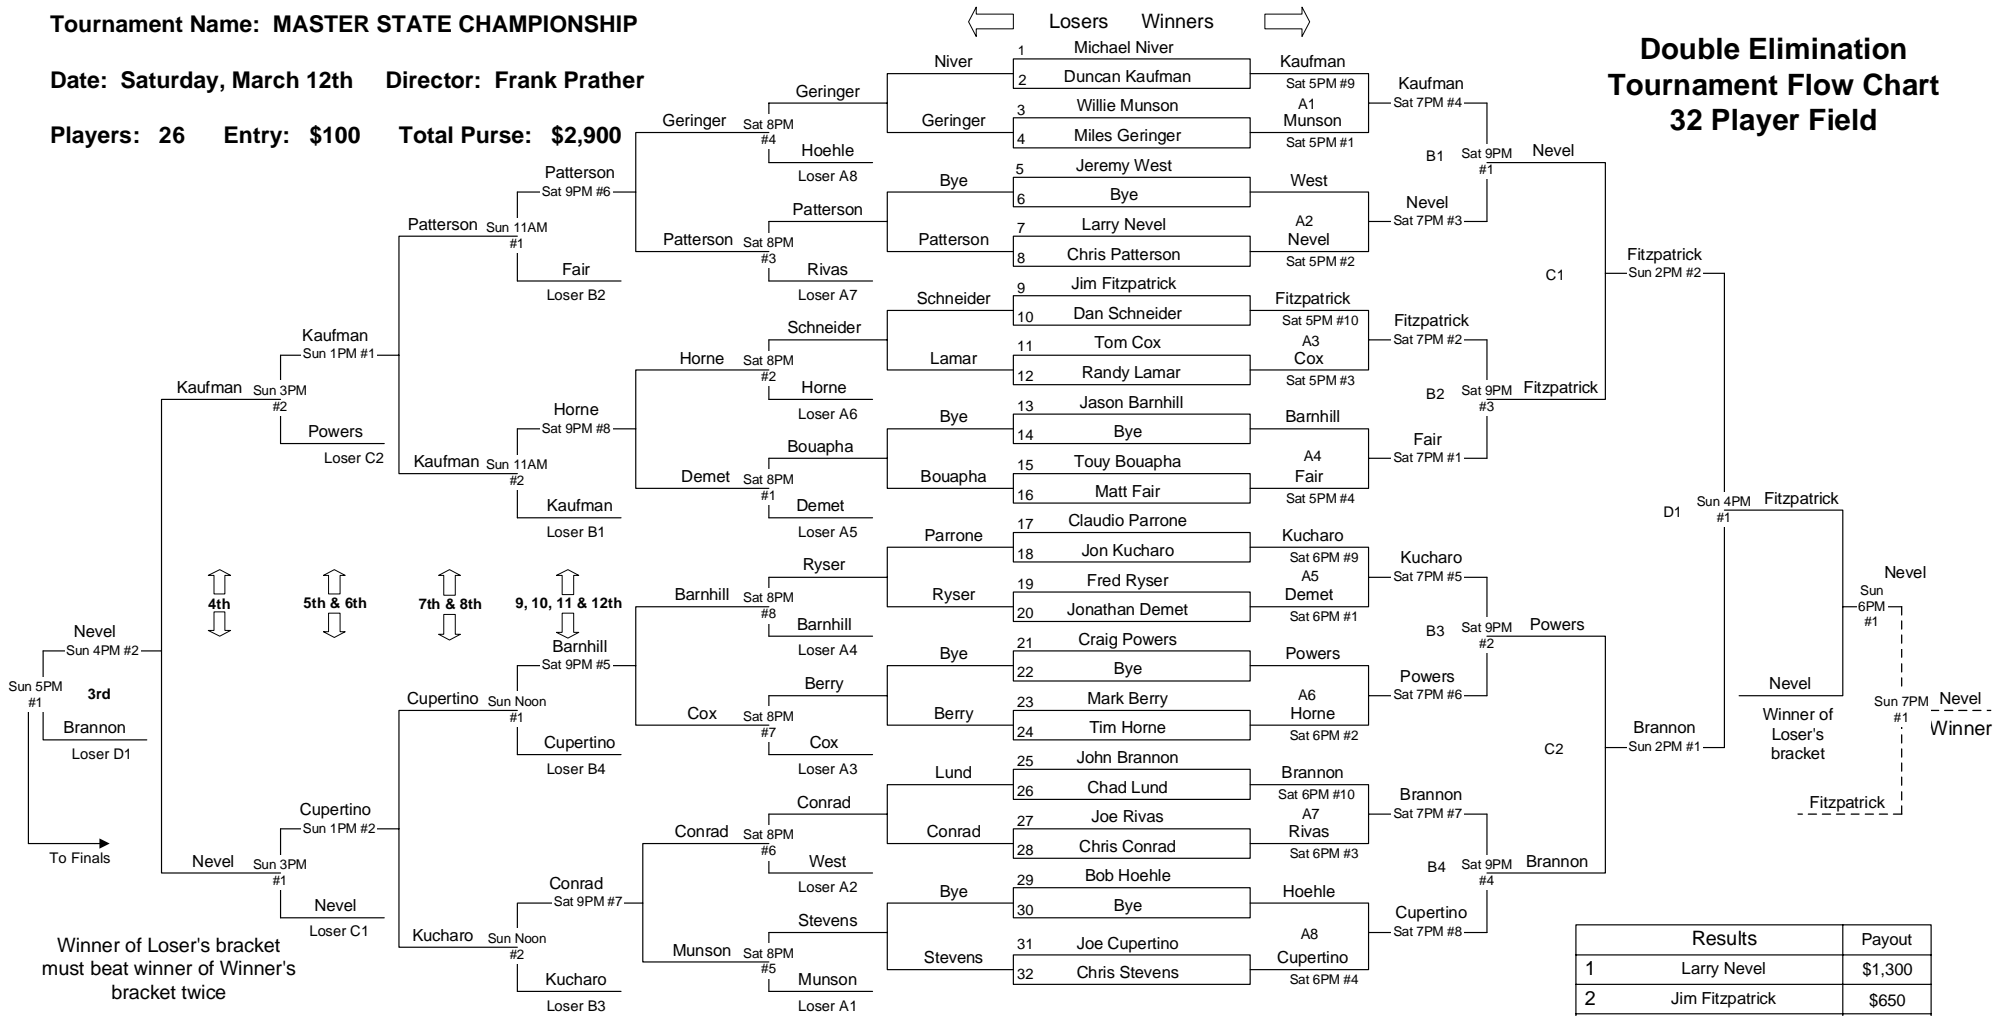 Tournament Name: MASTER STATE CHAMPIONSHIP
Date: Saturday, March 12th Director: Frank Prather
Players: 26 Entry: $100 Total Purse: $2,900
Losers Winners
Double Elimination
Tournament Flow Chart
32 Player Field
1 Michael Niver
2 Duncan Kaufman
3 Willie Munson
4 Miles Geringer
5 Jeremy West
6 Bye
7 Larry Nevel
8 Chris Patterson
9 Jim Fitzpatrick
10 Dan Schneider
11 Tom Cox
12 Randy Lamar
13 Jason Barnhill
14 Bye
15 Touy Bouapha
16 Matt Fair
17 Claudio Parrone
18 Jon Kucharo
19 Fred Ryser
20 Jonathan Demet
21 Craig Powers
22 Bye
23 Mark Berry
24 Tim Horne
25 John Brannon
26 Chad Lund
27 Joe Rivas
28 Chris Conrad
29 Bob Hoehle
30 Bye
31 Joe Cupertino
32 Chris Stevens
Kaufman
Sat 5PM #9
A1
Munson
Sat 5PM #1
West
A2
Nevel
Sat 5PM #2
Fitzpatrick
Sat 5PM #10
A3
Cox
Sat 5PM #3
Barnhill
A4
Fair
Sat 5PM #4
Kucharo
Sat 6PM #9
A5
Demet
Sat 6PM #1
Powers
A6
Horne
Sat 6PM #2
Brannon
Sat 6PM #10
A7
Rivas
Sat 6PM #3
Hoehle
A8
Cupertino
Sat 6PM #4
Kaufman
Sat 7PM #4
B1 Sat 9PM
#1
Nevel
Sat 7PM #3
Fitzpatrick
Sat 7PM #2
B2 Sat 9PM
#3
Fair
Sat 7PM #1
Kucharo
Sat 7PM #5
B3 Sat 9PM
#2
Powers
Sat 7PM #6
Brannon
Sat 7PM #7
B4 Sat 9PM
#4
Cupertino
Sat 7PM #8
Nevel
C1
Fitzpatrick
Powers
C2
Brannon
Fitzpatrick
Sun 2PM #2
D1 Sun 4PM
#1
Brannon
Sun 2PM #1
Fitzpatrick
Sun
6PM
#1
Nevel
Winner of
Loser's
bracket
Nevel
Sun 7PM
#1
Fitzpatrick
Nevel
Winner
Niver
Geringer
Bye
Patterson
Schneider
Lamar
Bye
Bouapha
Parrone
Ryser
Bye
Berry
Lund
Conrad
Bye
Stevens
Geringer
Sat 8PM
#4
Hoehle
Loser A8
Patterson
Sat 8PM
#3
Rivas
Loser A7
Schneider
Sat 8PM
#2
Horne
Loser A6
Bouapha
Sat 8PM
#1
Demet
Loser A5
Ryser
Sat 8PM
#8
Barnhill
Loser A4
Berry
Sat 8PM
#7
Cox
Loser A3
Conrad
Sat 8PM
#6
West
Loser A2
Stevens
Sat 8PM
#5
Munson
Loser A1
Geringer
Patterson
Horne
Demet
Barnhill
Cox
Conrad
Munson
Patterson
Sat 9PM #6
Sun 11AM
#1
Fair
Loser B2
Horne
Sat 9PM #8
Sun 11AM
#2
Kaufman
Loser B1
9, 10, 11 & 12th
Barnhill
Sat 9PM #5
Sun Noon
#1
Cupertino
Loser B4
Conrad
Sat 9PM #7
Sun Noon
#2
Kucharo
Loser B3
Patterson
Kaufman
7th & 8th
Cupertino
Kucharo
Kaufman
Sun 1PM #1
Sun 3PM
#2
Powers
Loser C2
5th & 6th
Cupertino
Sun 1PM #2
Sun 3PM
#1
Nevel
Loser C1
Kaufman
4th
Nevel
Nevel
Sun 4PM #2
Sun 5PM
#1
3rd
Brannon
Loser D1
To Finals
Winner of Loser's bracket
must beat winner of Winner's
bracket twice
Results Payout
1 Larry Nevel $1,300
2 Jim Fitzpatrick $650